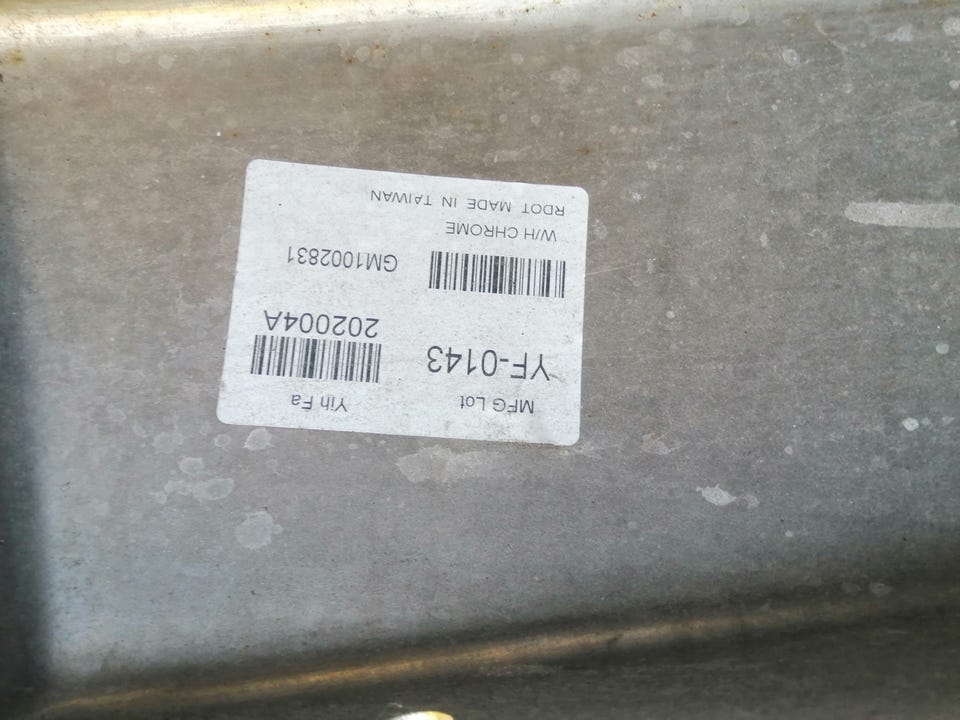 MFG Lot Yih Fa
YF-0143 202004A
GM1002831
W/H CHROME
RDOT MADE IN TAIWAN